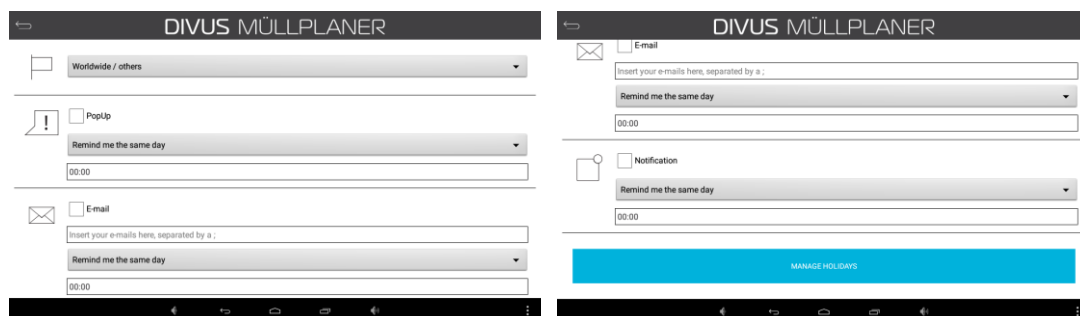 DIVUS MÜLLPLANER
Worldwide / others
!
PopUp
Remind me the same day
00:00
E-mail
Insert your e-mails here, separated by a ;
Remind me the same day
00:00
DIVUS MÜLLPLANER
E-mail
Insert your e-mails here, separated by a ;
Remind me the same day
00:00
Notification
Remind me the same day
00:00
MANAGE HOLIDAYS